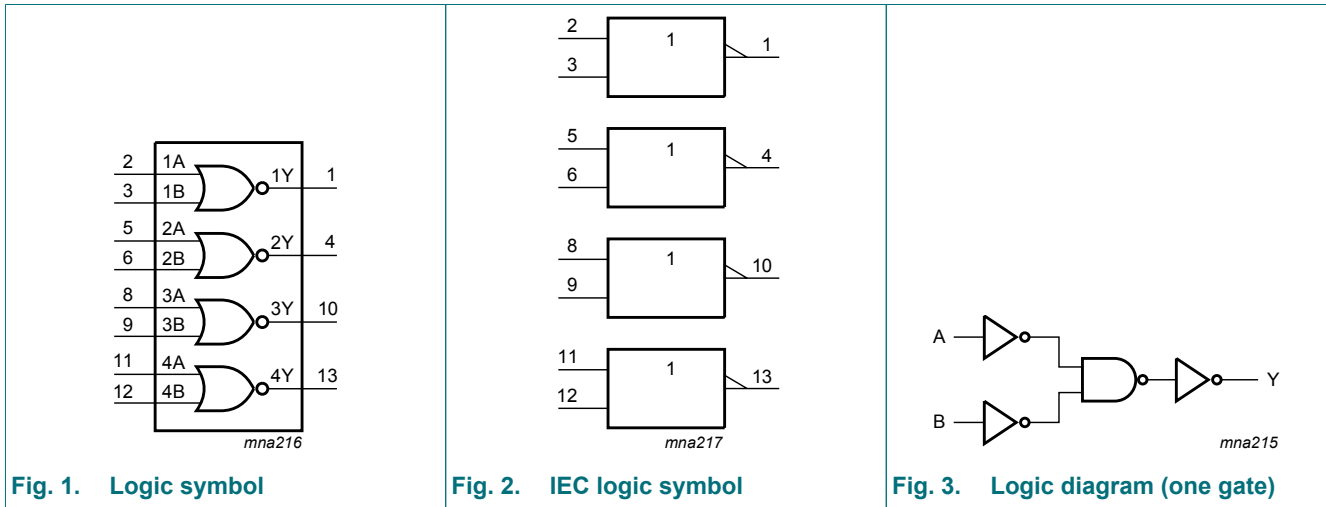 2
1A
1Y
1
3
1B
5
2A
2Y
4
6
2B
8
3A
3Y
10
9
3B
11
4A
4Y
13
12
4B
mna216
Fig. 1. Logic symbol
2
1
1
3
5
1
4
6
8
1
10
9
11
1
13
12
mna217
Fig. 2. IEC logic symbol
A
Y
B
mna215
Fig. 3. Logic diagram (one gate)